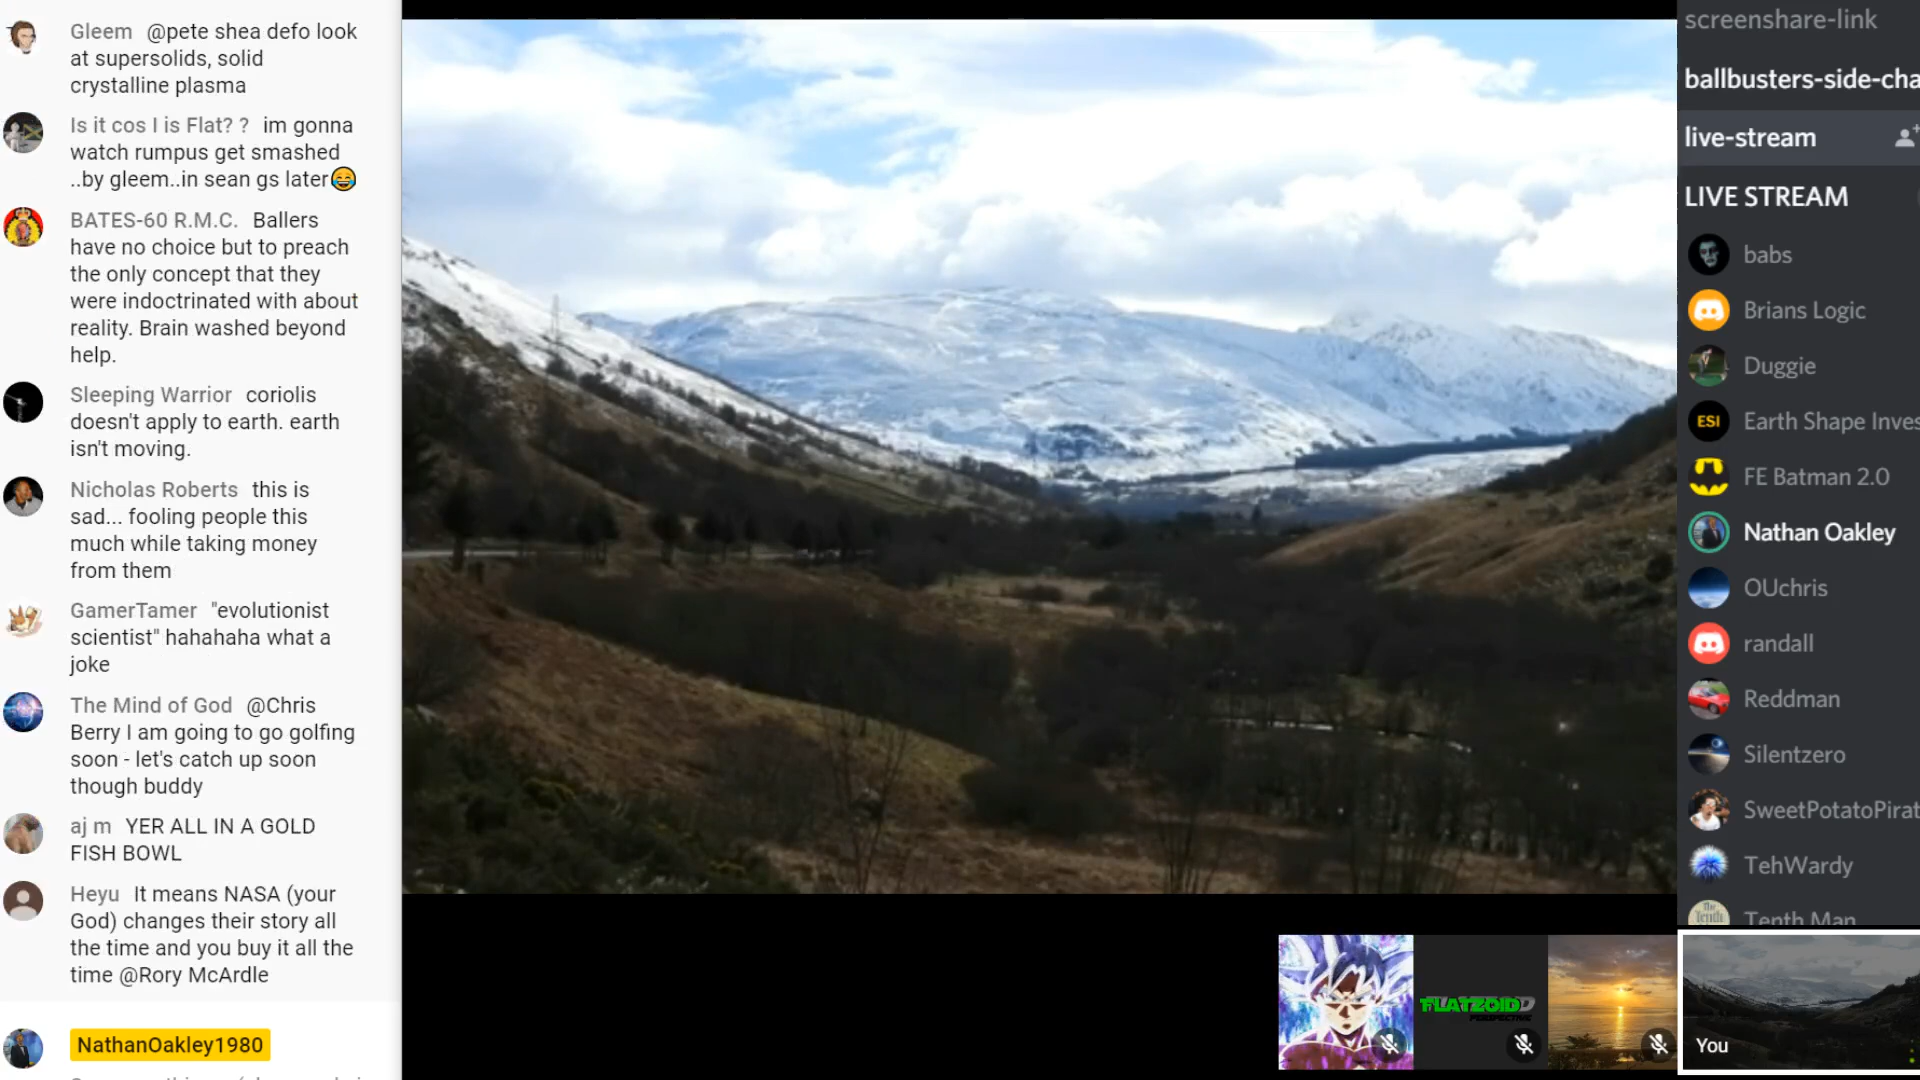 Gleem @pete shea defo look
at supersolids, solid
crystalline plasma
Is it cos I is Flat? ? im gonna
watch rumpus get smashed
..by gleem..in sean gs later😂
BATES-60 R.M.C. Ballers
have no choice but to preach
the only concept that they
were indoctrinated with about
reality. Brain washed beyond
help.
Sleeping Warrior coriolis
doesn't apply to earth. earth
isn't moving.
Nicholas Roberts this is
sad... fooling people this
much while taking money
from them
GamerTamer "evolutionist
scientist" hahahaha what a
joke
The Mind of God @Chris
Berry I am going to go golfing
soon - let's catch up soon
though buddy
aj m YER ALL IN A GOLD
FISH BOWL
Heyu It means NASA (your
God) changes their story all
the time and you buy it all the
time @Rory McArdle
NathanOakley1980
FLATZOIDD
PERSPECTIVE
screenshare-link
ballbusters-side-cha
live-stream
LIVE STREAM
babs
Brians Logic
Duggie
ESI
Earth Shape Inves
FE Batman 2.0
Nathan Oakley
OUchris
randall
Reddman
Silentzero
SweetPotatoPirat
TehWardy
The
Tenth
Tenth Man
You